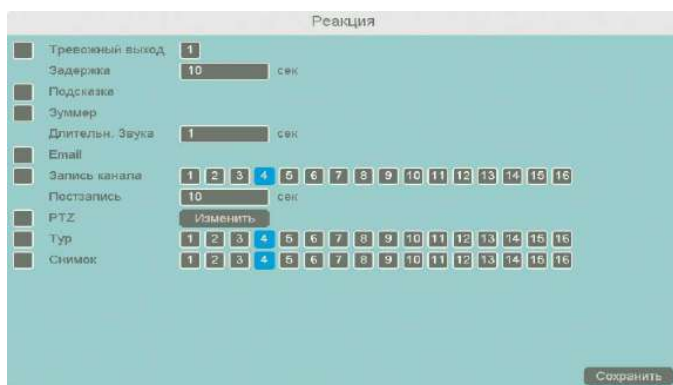 Реакция
Тревожный выход 1
Задержка 10 сек
Подсказка
Зуммер
Длительн. Звука 1 сек
Email
Запись канала 1 2 3 4 5 6 7 8 9 10 11 12 13 14 15 16
Постзапись 10 сек
PTZ Изменить
Тур 1 2 3 4 5 6 7 8 9 10 11 12 13 14 15 16
Снимок 1 2 3 4 5 6 7 8 9 10 11 12 13 14 15 16
Сохранить